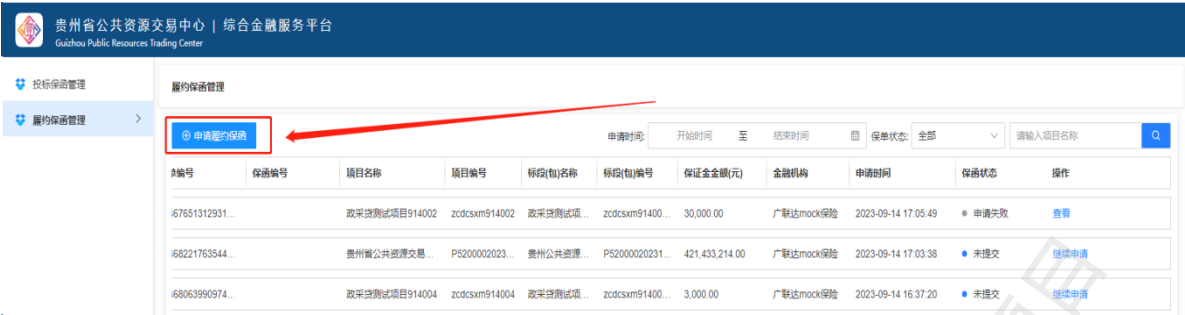 贵州省公共资源交易中心 | 综合金融服务平台
Guizhou Public Resources Trading Center
投标保函管理
履约保函管理
履约保函管理
申请履约保函
申请时间: 开始时间 至 结束时间 保单状态: 全部 请输入项目名称
编号 保函编号 项目名称 项目编号 标段(包)名称 标段(包)编号 保证金金额(元) 金融机构 申请时间 保函状态 操作
67651312931... 政采贷测试项目914002 zcdcsxm914002 政采贷测试项... zcdcsxm91400... 30,000.00 广联达mock保险 2023-09-14 17:05:49 申请失败 查看
68221763544... 贵州省公共资源交易... P5200002023... 贵州公共资源... P52000020231... 421,433,214.00 广联达mock保险 2023-09-14 17:03:38 未提交 继续申请
68063990974... 政采贷测试项目914004 zcdcsxm914004 政采贷测试项... zcdcsxm91400... 3,000.00 广联达mock保险 2023-09-14 16:37:20 未提交 继续申请